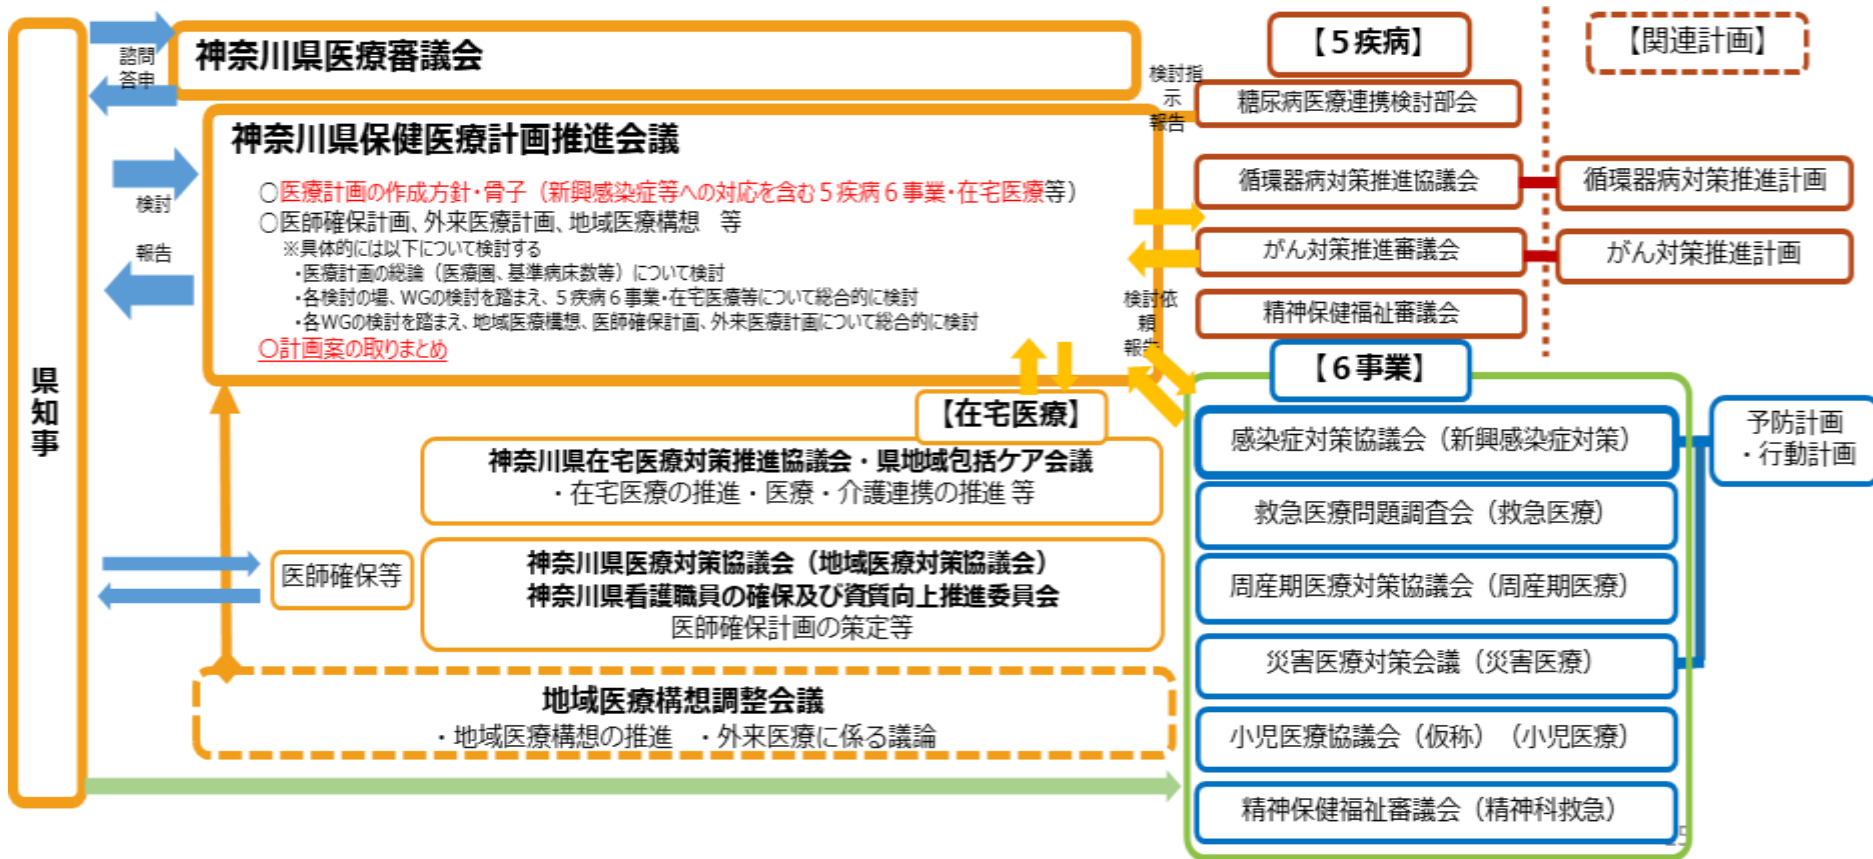 県知事
諮問
答申
神奈川県医療審議会
検討
報告
神奈川県保健医療計画推進会議
○医療計画の作成方針・骨子（新興感染症等への対応を含む５疾病６事業・在宅医療等）
○医師確保計画、外来医療計画、地域医療構想　等
※具体的には以下について検討する
・医療計画の総論（医療圏、基準病床数等）について検討
・各検討の場、WGの検討を踏まえ、５疾病６事業・在宅医療等について総合的に検討
・各WGの検討を踏まえ、地域医療構想、医師確保計画、外来医療計画について総合的に検討
○計画案の取りまとめ
検討指
示
報告
【５疾病】
糖尿病医療連携検討部会
循環器病対策推進協議会
がん対策推進審議会
精神保健福祉審議会
【関連計画】
循環器病対策推進計画
がん対策推進計画
検討依
頼
報告
【在宅医療】
神奈川県在宅医療対策推進協議会・県地域包括ケア会議
・在宅医療の推進・医療・介護連携の推進 等
医師確保等
神奈川県医療対策協議会（地域医療対策協議会）
神奈川県看護職員の確保及び資質向上推進委員会
医師確保計画の策定等
地域医療構想調整会議
・地域医療構想の推進　・外来医療に係る議論
【６事業】
感染症対策協議会（新興感染症対策）
救急医療問題調査会（救急医療）
周産期医療対策協議会（周産期医療）
災害医療対策会議（災害医療）
小児医療協議会（仮称）（小児医療）
精神保健福祉審議会（精神科救急）
予防計画
・行動計画